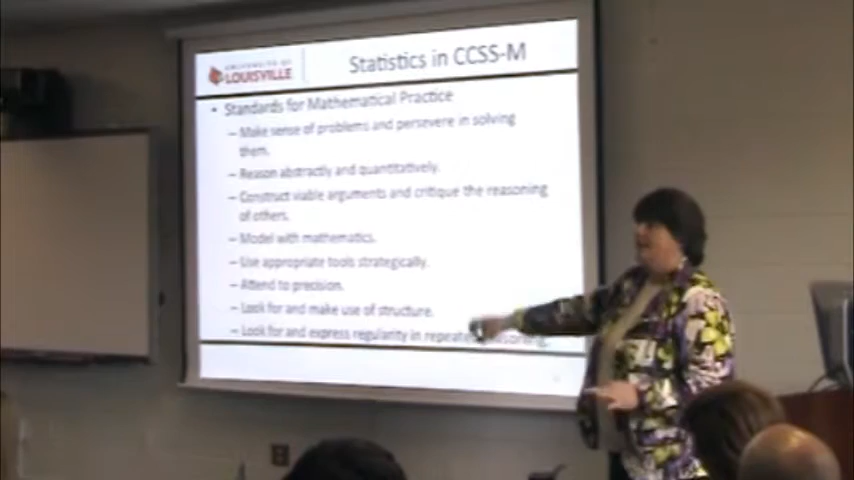 UNIVERSITY OF
LOUISVILLE
Statistics in CCSS-M
• Standards for Mathematical Practice
– Make sense of problems and persevere in solving
them.
– Reason abstractly and quantitatively.
– Construct viable arguments and critique the reasoning
of others.
– Model with mathematics.
– Use appropriate tools strategically.
– Attend to precision.
– Look for and make use of structure.
– Look for and express regularity in repeated reasoning.